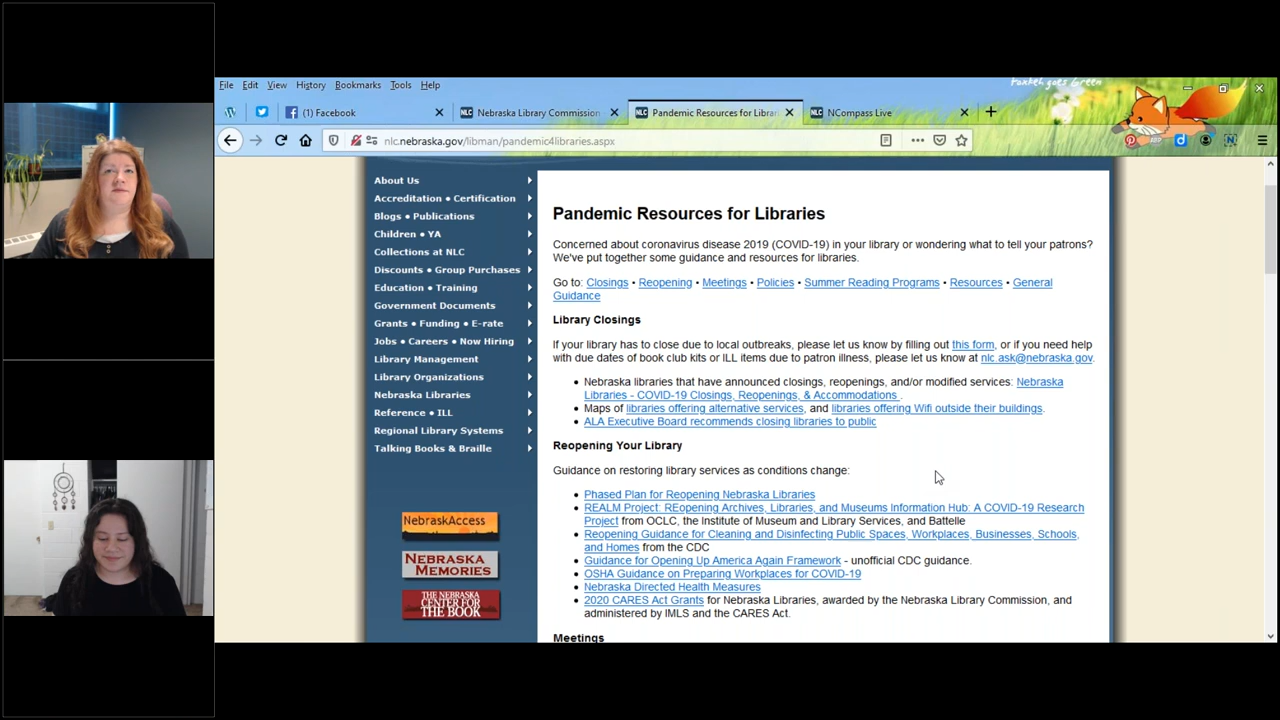 Foxkeh goes Green
File Edit View History Bookmarks Tools Help
(1) Facebook
NLC Nebraska Library Commission
NLC Pandemic Resources for Librar
NLC NCompass Live
nlc.nebraska.gov/libman/pandemic4libraries.aspx
About Us
Accreditation • Certification
Blogs • Publications
Children • YA
Collections at NLC
Discounts • Group Purchases
Education • Training
Government Documents
Grants • Funding • E-rate
Jobs • Careers • Now Hiring
Library Management
Library Organizations
Nebraska Libraries
Reference • ILL
Regional Library Systems
Talking Books & Braille
NebraskAccess
NEBRASKA
MEMORIES
THE NEBRASKA
CENTER FOR
THE BOOK
Pandemic Resources for Libraries
Concerned about coronavirus disease 2019 (COVID-19) in your library or wondering what to tell your patrons?
We've put together some guidance and resources for libraries.
Go to: Closings • Reopening • Meetings • Policies • Summer Reading Programs • Resources • General
Guidance
Library Closings
If your library has to close due to local outbreaks, please let us know by filling out this form, or if you need help
with due dates of book club kits or ILL items due to patron illness, please let us know at nlc.ask@nebraska.gov.
• Nebraska libraries that have announced closings, reopenings, and/or modified services: Nebraska
Libraries - COVID-19 Closings, Reopenings, & Accommodations .
• Maps of libraries offering alternative services, and libraries offering Wifi outside their buildings.
• ALA Executive Board recommends closing libraries to public
Reopening Your Library
Guidance on restoring library services as conditions change:
• Phased Plan for Reopening Nebraska Libraries
• REALM Project: REopening Archives, Libraries, and Museums Information Hub: A COVID-19 Research
Project from OCLC, the Institute of Museum and Library Services, and Battelle
• Reopening Guidance for Cleaning and Disinfecting Public Spaces, Workplaces, Businesses, Schools,
and Homes from the CDC
• Guidance for Opening Up America Again Framework - unofficial CDC guidance.
• OSHA Guidance on Preparing Workplaces for COVID-19
• Nebraska Directed Health Measures
• 2020 CARES Act Grants for Nebraska Libraries, awarded by the Nebraska Library Commission, and
administered by IMLS and the CARES Act.
Meetings